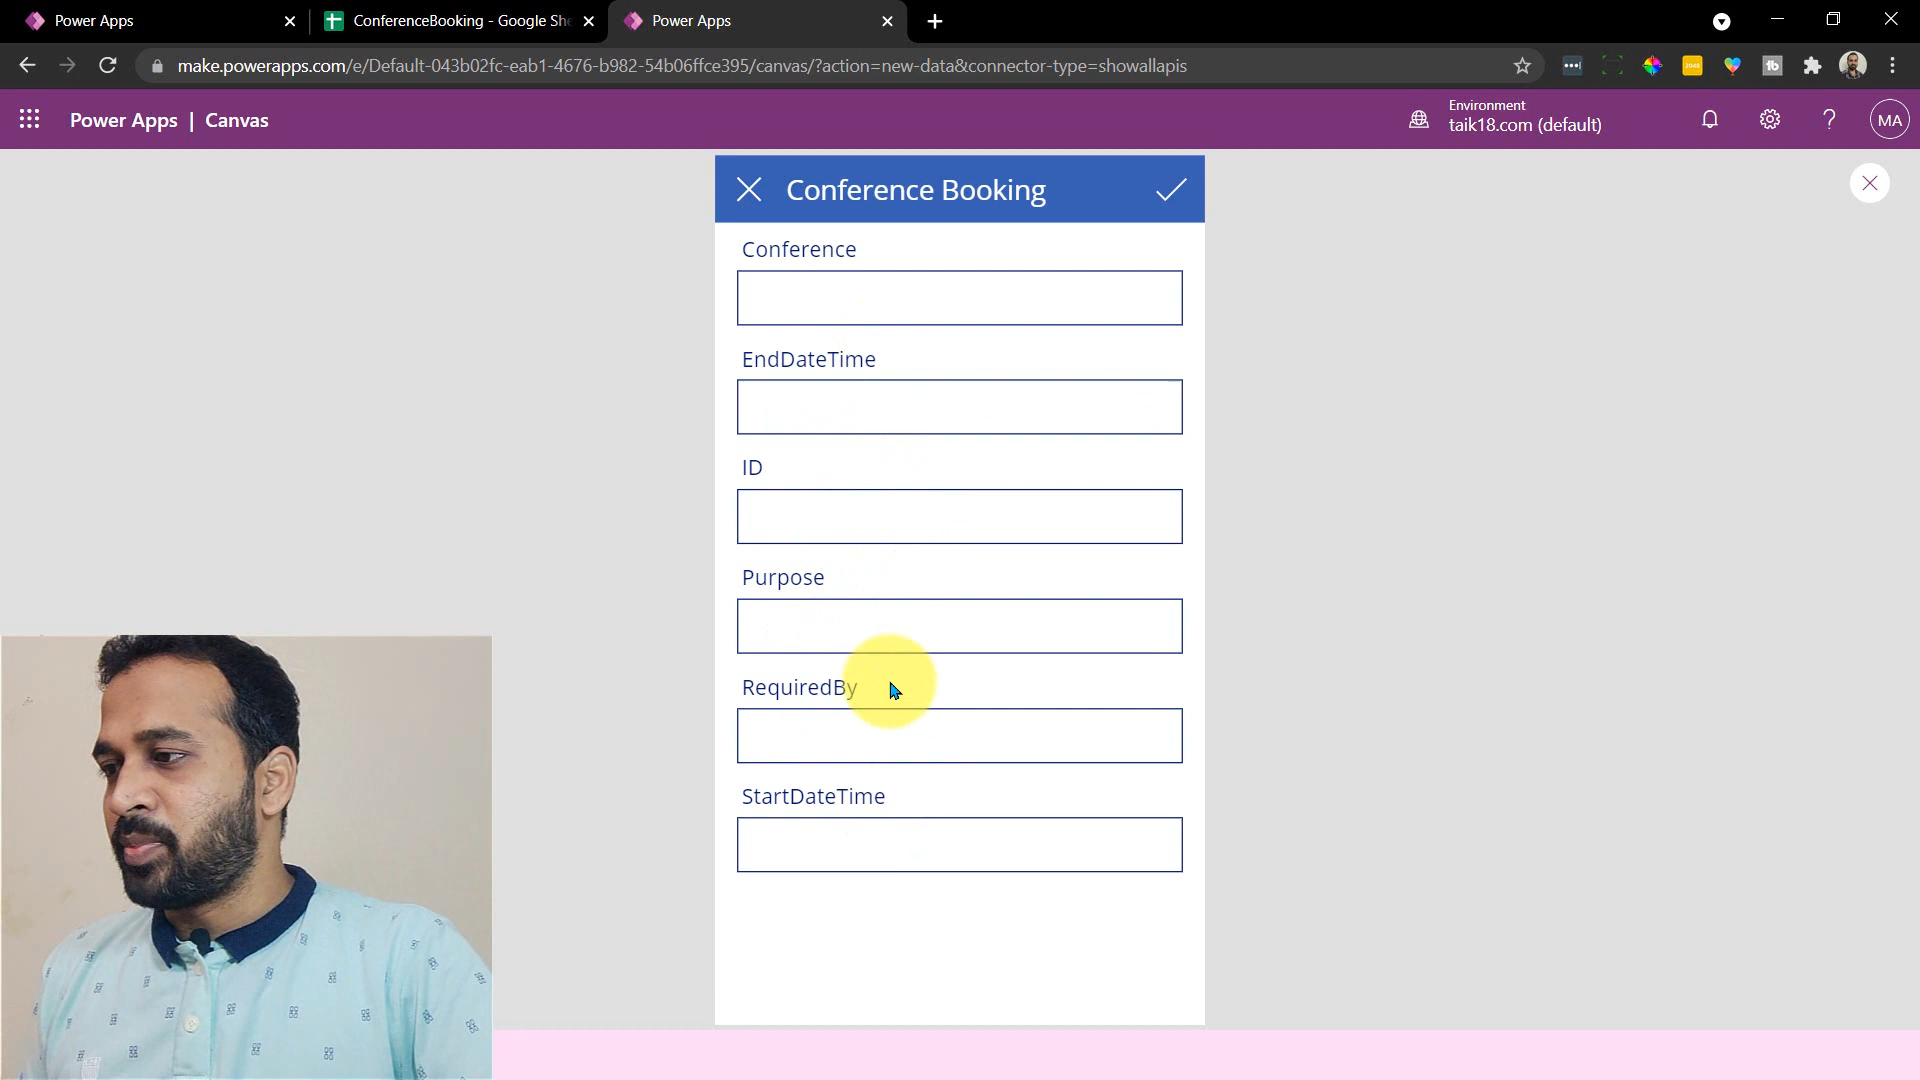 Power Apps
ConferenceBooking - Google She
Power Apps
make.powerapps.com/e/Default-043b02fc-eab1-4676-b982-54b06ffce395/canvas/?action=new-data&connector-type=showallapis
Power Apps | Canvas
Environment
taik18.com (default)
?
MA
Conference Booking
Conference
EndDateTime
ID
Purpose
RequiredBy
StartDateTime